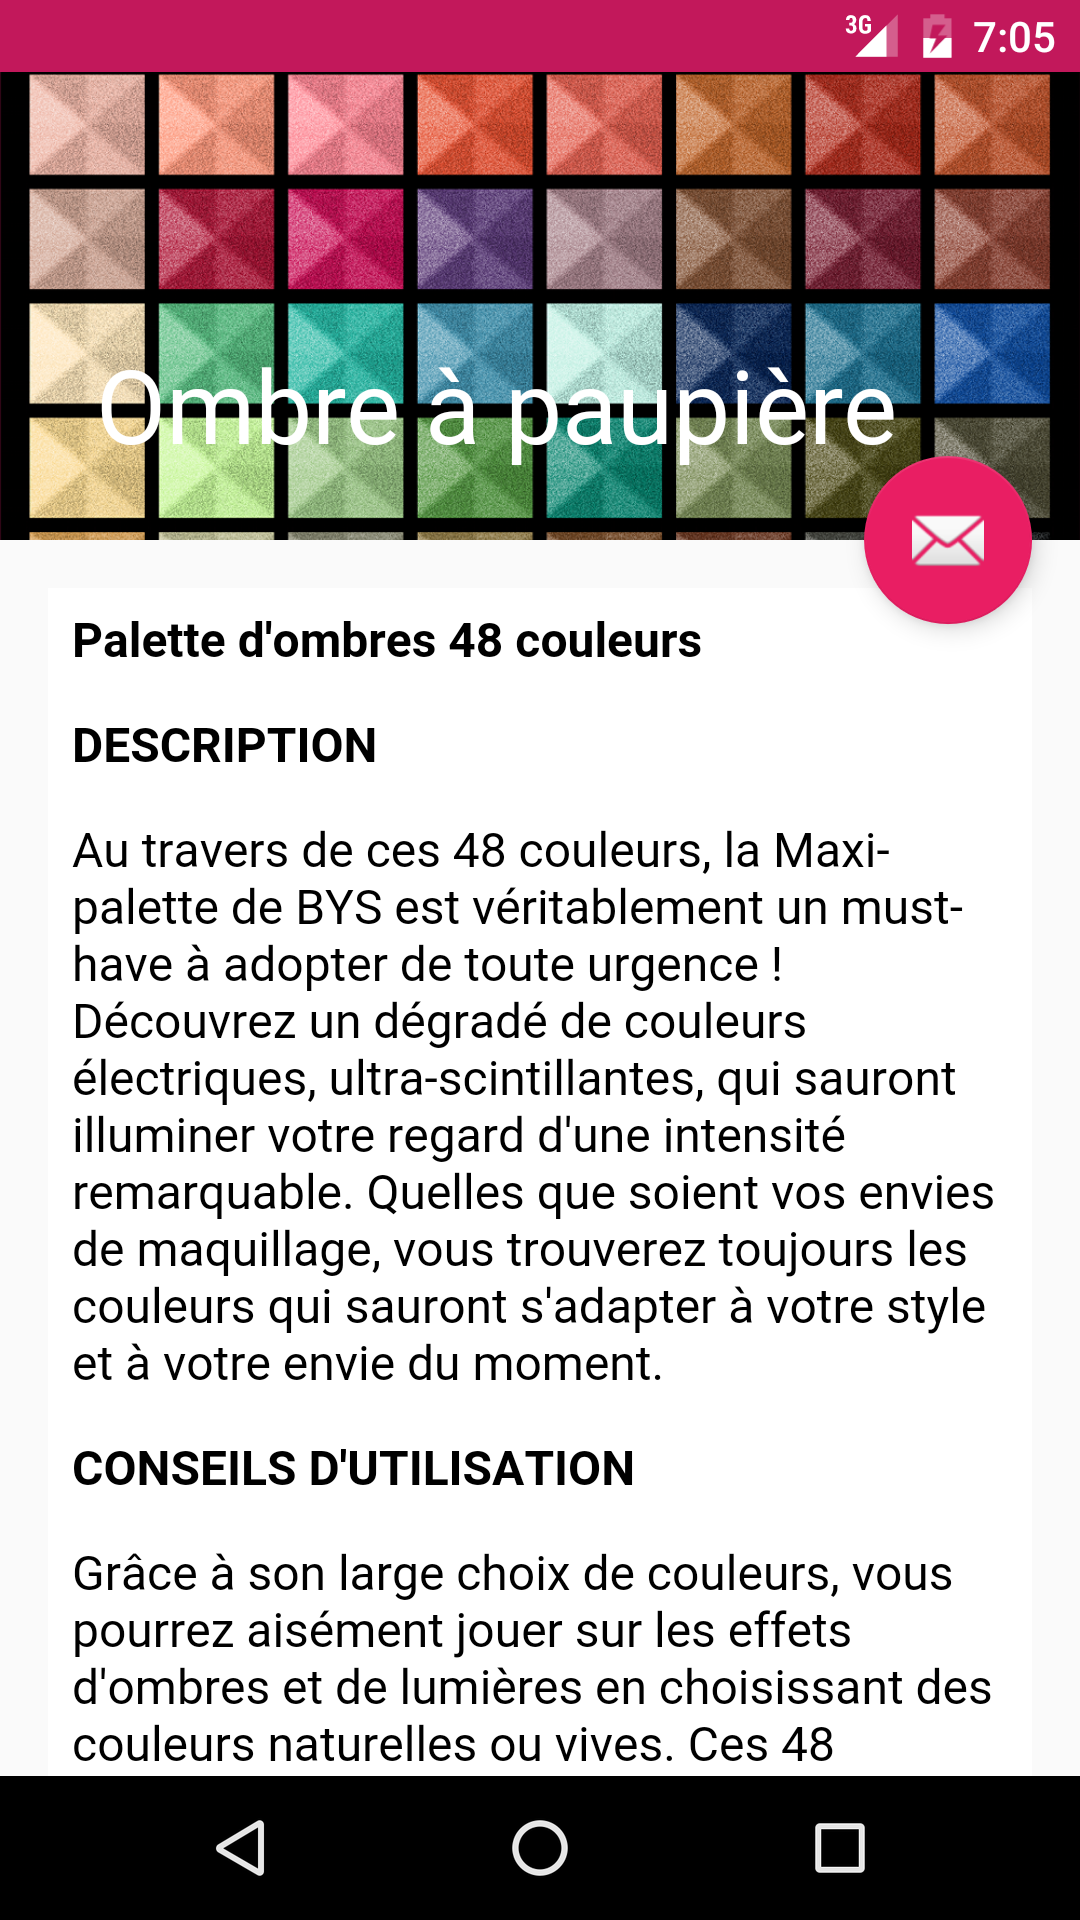 3G 7:05
Ombre à paupière
Palette d'ombres 48 couleurs
DESCRIPTION
Au travers de ces 48 couleurs, la Maxi-
palette de BYS est véritablement un must-
have à adopter de toute urgence !
Découvrez un dégradé de couleurs
électriques, ultra-scintillantes, qui sauront
illuminer votre regard d'une intensité
remarquable. Quelles que soient vos envies
de maquillage, vous trouverez toujours les
couleurs qui sauront s'adapter à votre style
et à votre envie du moment.
CONSEILS D'UTILISATION
Grâce à son large choix de couleurs, vous
pourrez aisément jouer sur les effets
d'ombres et de lumières en choisissant des
couleurs naturelles ou vives. Ces 48